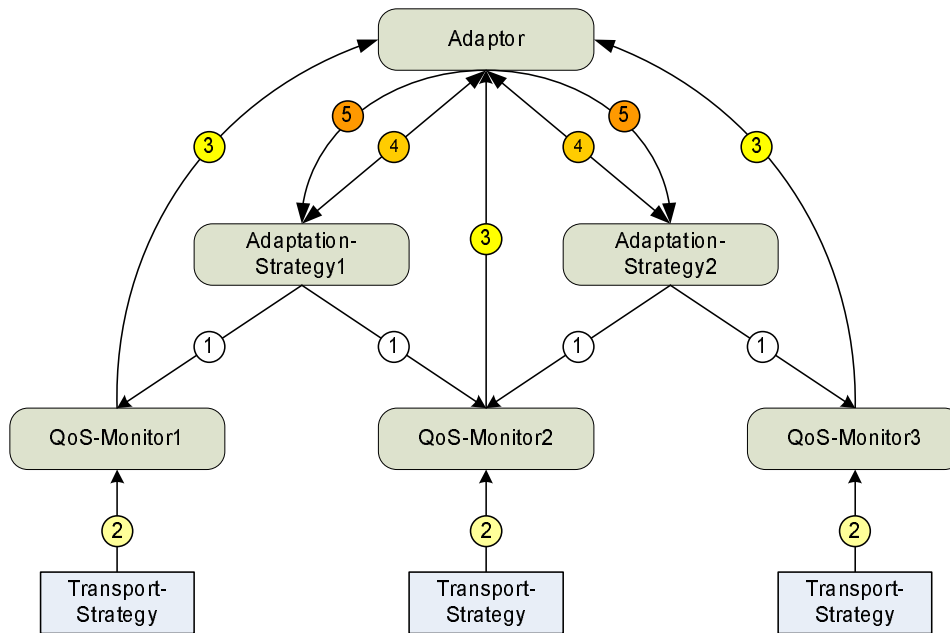 Adaptor
5
5
3
4
4
3
Adaptation-
Strategy1
3
Adaptation-
Strategy2
1
1
1
1
QoS-Monitor1
QoS-Monitor2
QoS-Monitor3
2
2
2
Transport-
Strategy
Transport-
Strategy
Transport-
Strategy